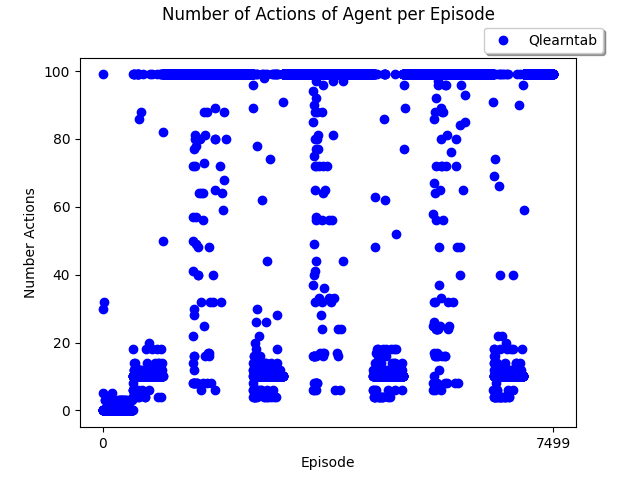 Number of Actions of Agent per Episode
Qlearntab
100
80
60
40
20
0
Number Actions
0
7499
Episode